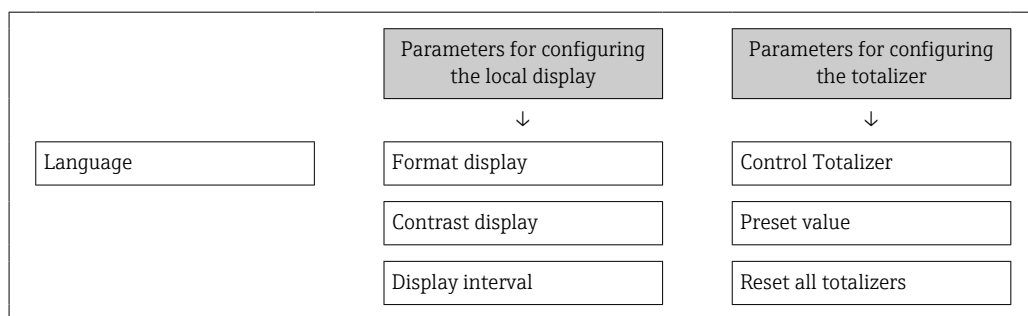 Parameters for configuring
the local display
Parameters for configuring
the totalizer
↓
↓
Language
Format display
Control Totalizer
Contrast display
Preset value
Display interval
Reset all totalizers